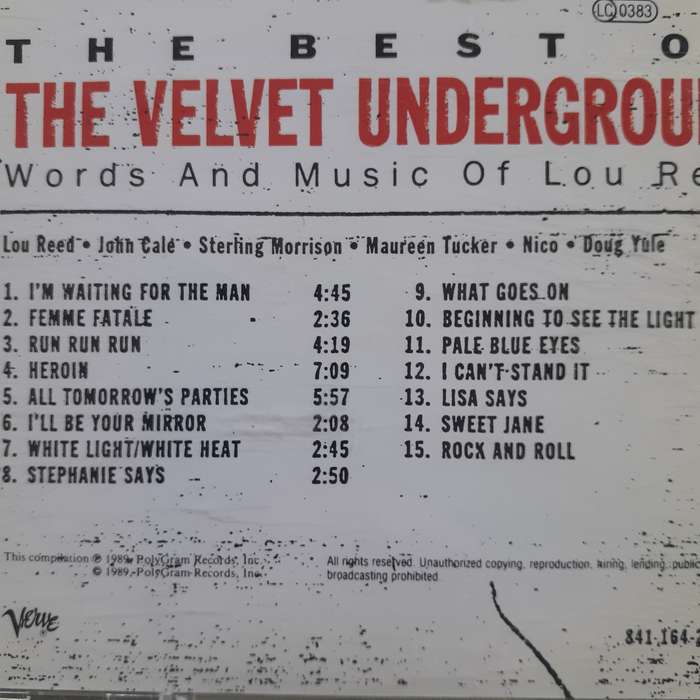 LC 0383
THE BEST O
THE VELVET UNDERGROU
Words And Music Of Lou Re
Lou Reed • John Cale • Sterling Morrison • Maureen Tucker • Nico • Doug Yule
1. I'M WAITING FOR THE MAN 4:45
2. FEMME FATALE 2:36
3. RUN RUN RUN 4:19
4. HEROIN 7:09
5. ALL TOMORROW'S PARTIES 5:57
6. I'LL BE YOUR MIRROR 2:08
7. WHITE LIGHT/WHITE HEAT 2:45
8. STEPHANIE SAYS 2:50
9. WHAT GOES ON
10. BEGINNING TO SEE THE LIGHT
11. PALE BLUE EYES
12. I CAN'T STAND IT
13. LISA SAYS
14. SWEET JANE
15. ROCK AND ROLL
This compilation ℗ 1989, PolyGram Records, Inc.
© 1989, PolyGram Records, Inc.
All rights reserved. Unauthorized copying, reproduction, hiring, lending, public
broadcasting prohibited.
Verve
841 164-2